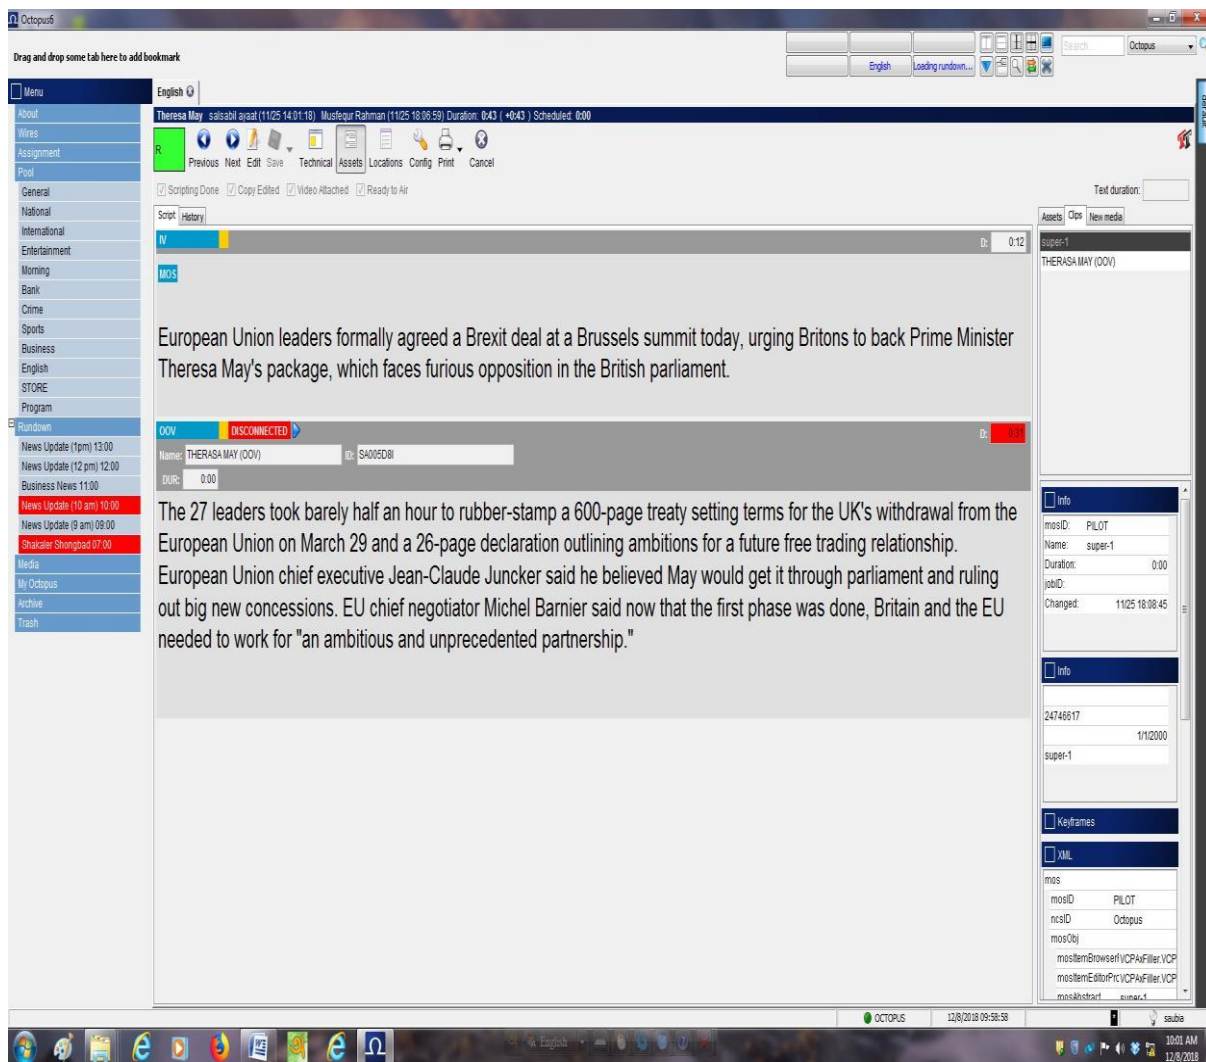 Octopus6
Drag and drop some tab here to add bookmark
Search...
Octopus
English
Loading rundown...
Menu
English
About
Wires
Assignment
Pool
General
National
International
Entertainment
Morning
Bank
Crime
Sports
Business
English
STORE
Program
Rundown
News Update (1pm) 13:00
News Update (12 pm) 12:00
Business News 11:00
News Update (10 am) 10:00
News Update (9 am) 09:00
Shakaler Shongbad 07:00
Media
My Octopus
Archive
Trash
Theresa May salsabil ayaat (11/25 14:01:18) Musfequr Rahman (11/25 18:06:59) Duration: 0:43 ( +0:43 ) Scheduled: 0:00
R
Previous Next Edit Save Technical Assets Locations Config Print Cancel
Scripting Done Copy Edited Video Attached Ready to Air
Text duration:
Script History
IV
D: 0:12
MOS
European Union leaders formally agreed a Brexit deal at a Brussels summit today, urging Britons to back Prime Minister
Theresa May's package, which faces furious opposition in the British parliament.
OOV DISCONNECTED
D: 0:31
Name: THERASA MAY (OOV) ID: SA005D8I
DUR: 0:00
The 27 leaders took barely half an hour to rubber-stamp a 600-page treaty setting terms for the UK's withdrawal from the
European Union on March 29 and a 26-page declaration outlining ambitions for a future free trading relationship.
European Union chief executive Jean-Claude Juncker said he believed May would get it through parliament and ruling
out big new concessions. EU chief negotiator Michel Barnier said now that the first phase was done, Britain and the EU
needed to work for "an ambitious and unprecedented partnership."
Assets Clips New media
super-1
THERASA MAY (OOV)
Info
mosID: PILOT
Name: super-1
Duration: 0:00
jobID:
Changed: 11/25 18:08:45
Info
24746617
1/1/2000
super-1
Keyframes
XML
mos
mosID PILOT
ncsID Octopus
mosObj
mosItemBrowserI VCPAxFiller.VCP
mosItemEditorPrc VCPAxFiller.VCP
mosAbstract super-1
OCTOPUS
12/8/2018 09:58:58
saubia
English
10:01 AM
12/8/2018